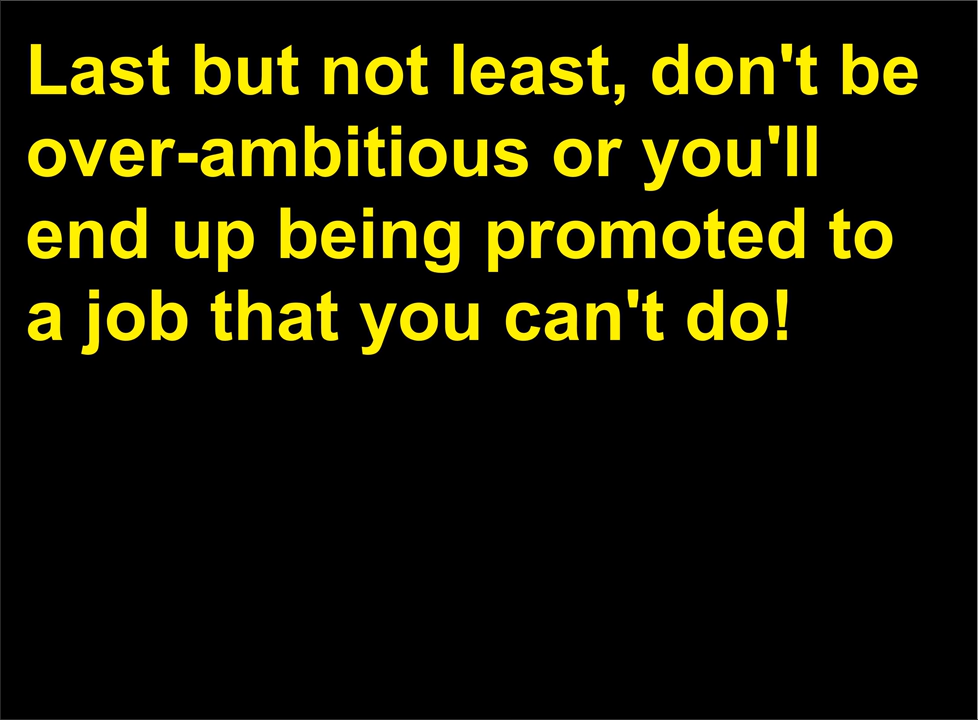 Last but not least, don't be
over-ambitious or you'll
end up being promoted to
a job that you can't do!